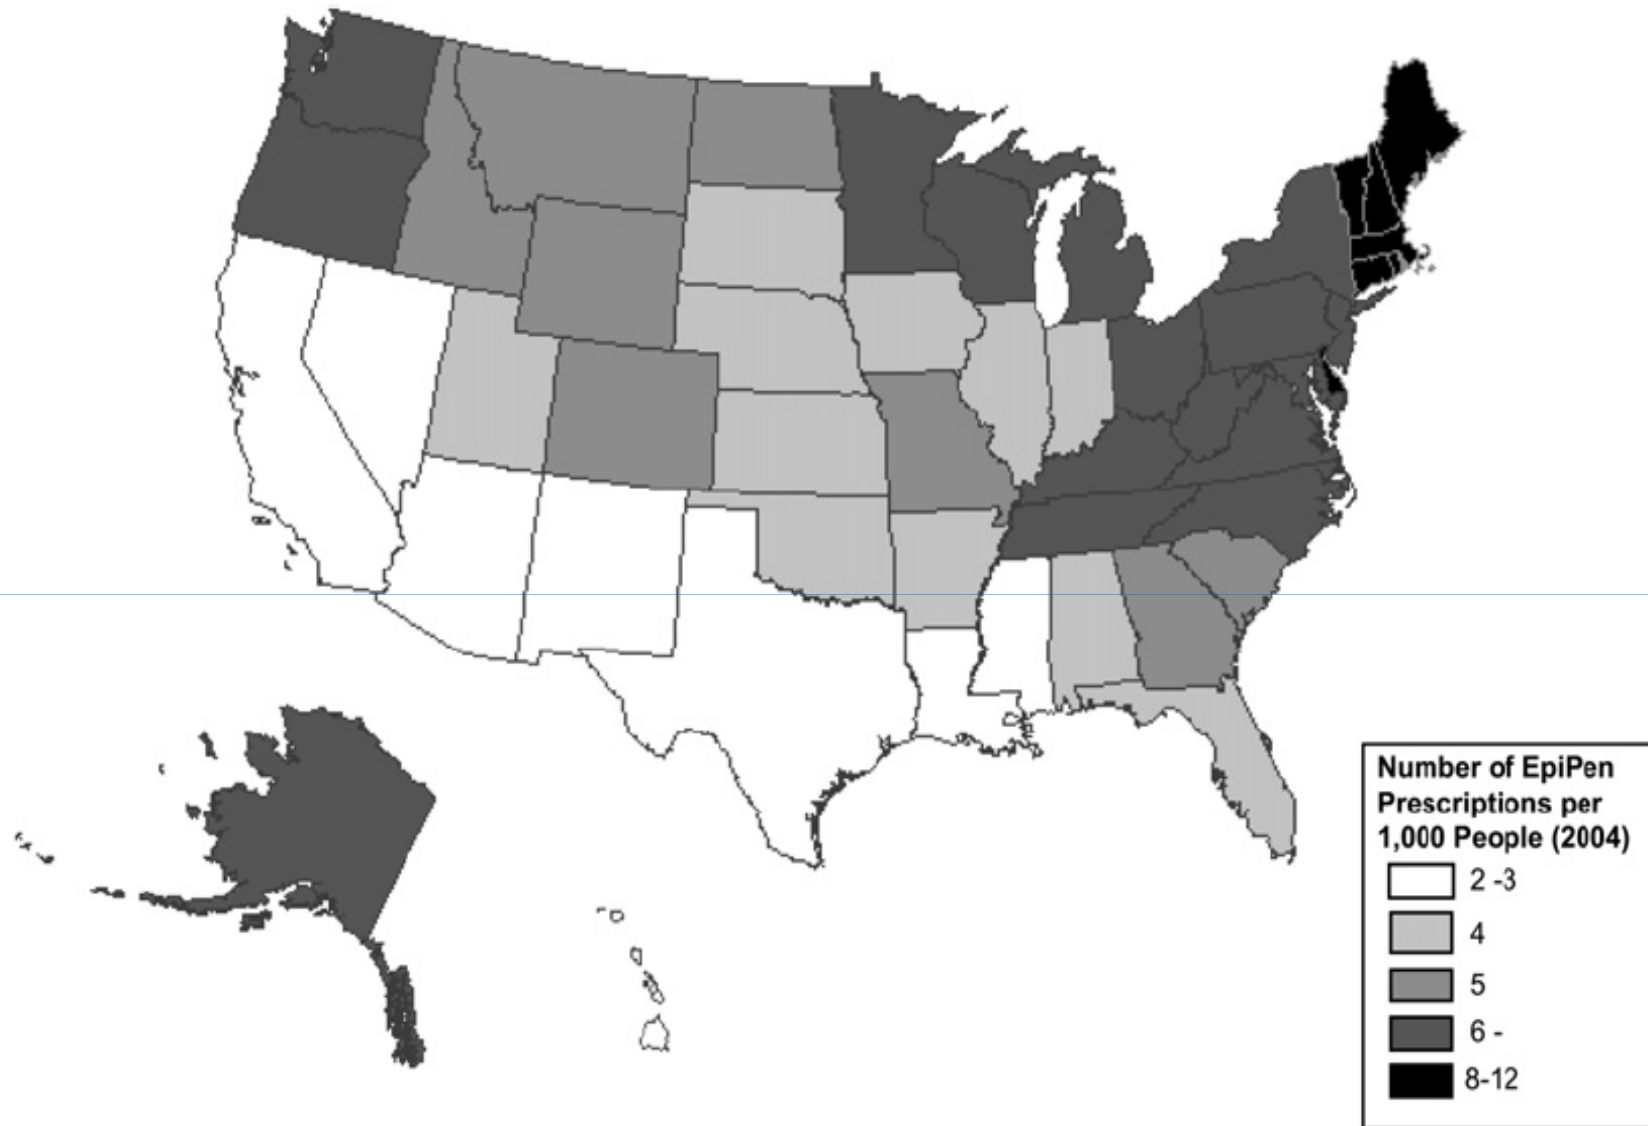 Number of EpiPen
Prescriptions per
1,000 People (2004)
2 -3
4
5
6 -
8-12